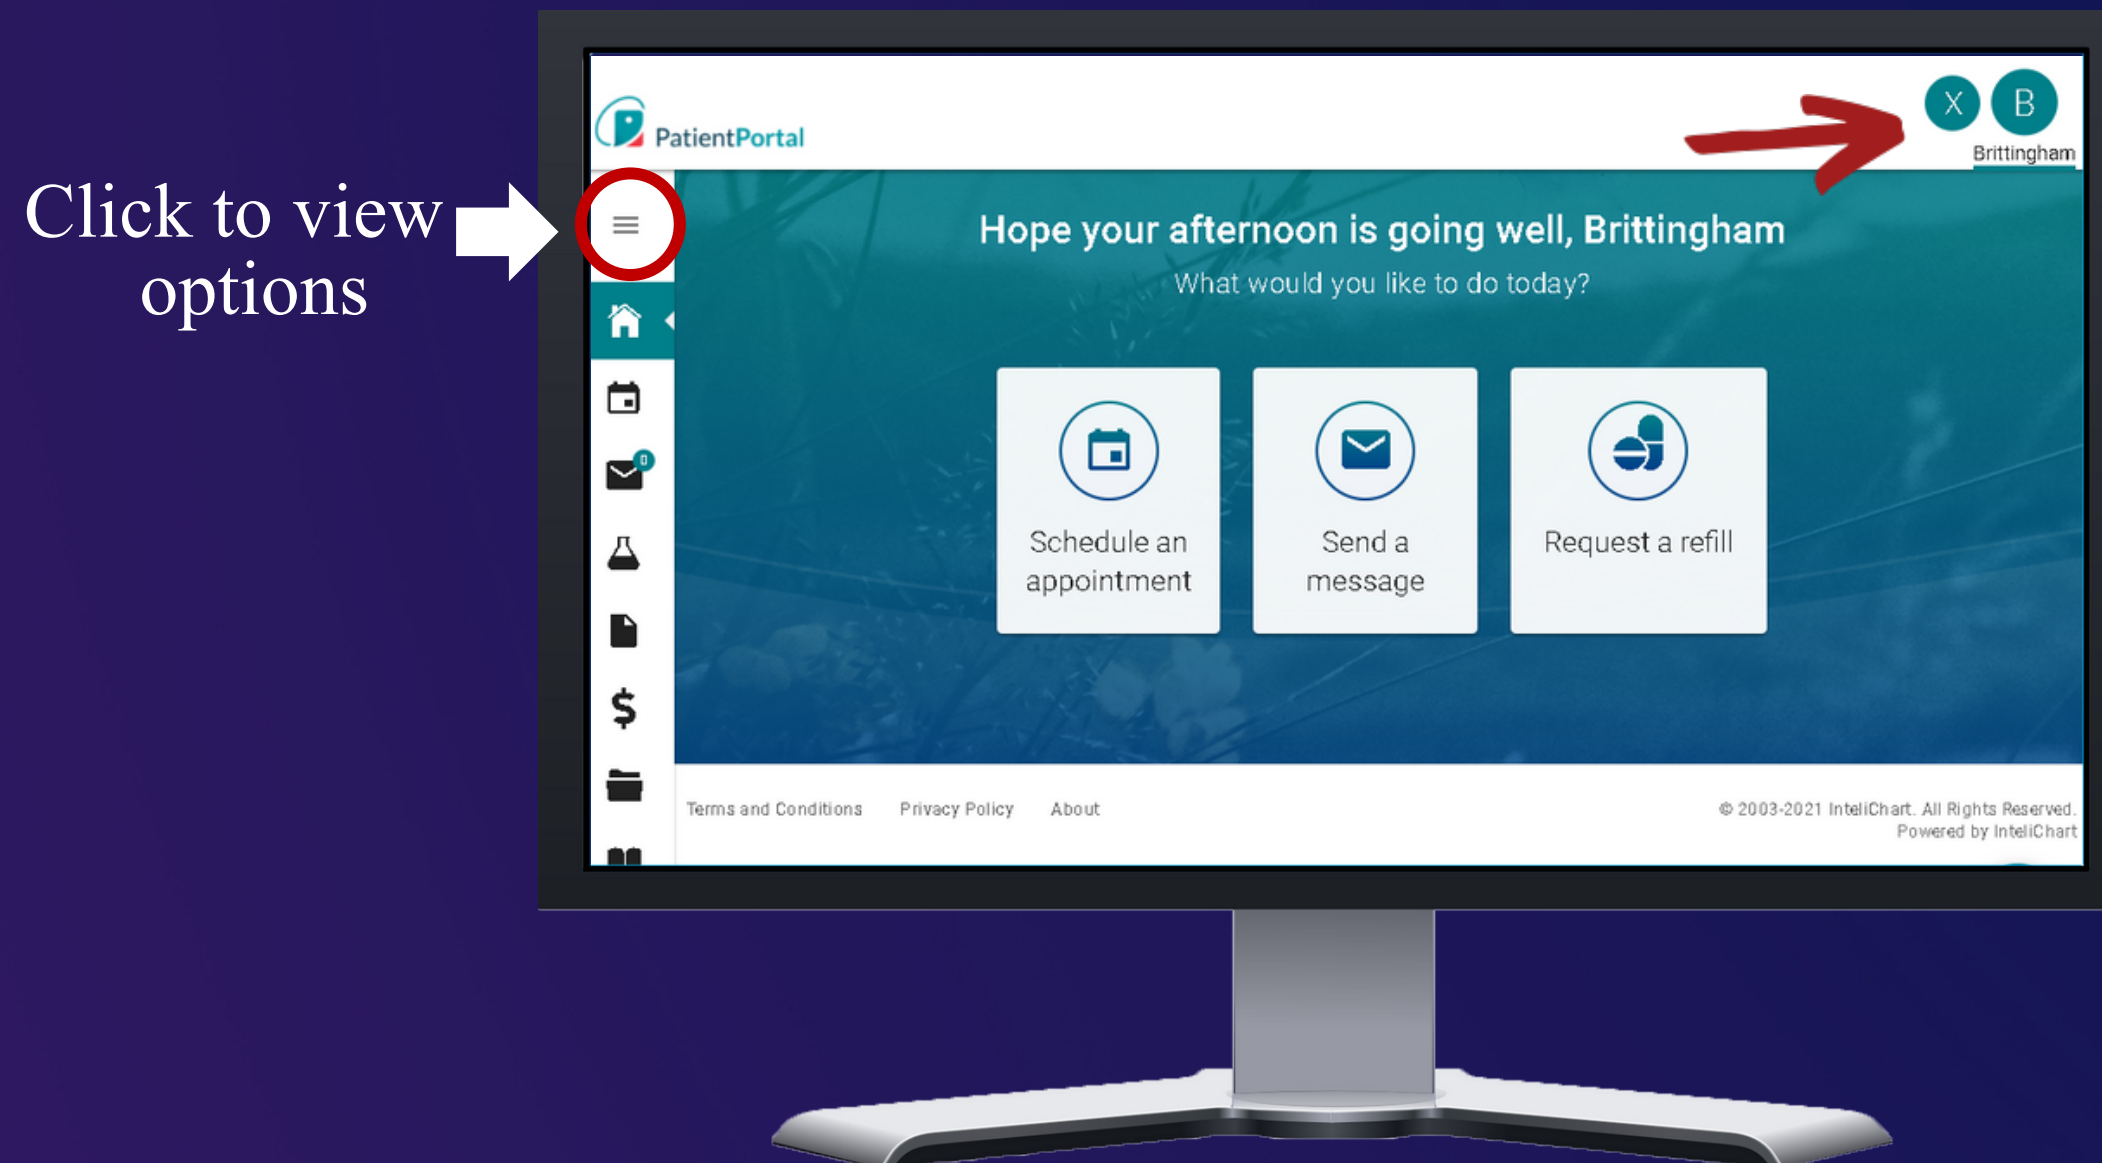 Click to view
options
PatientPortal
X
B
Brittingham
Hope your afternoon is going well, Brittingham
What would you like to do today?
0
Schedule an
appointment
Send a
message
Request a refill
$
Terms and Conditions Privacy Policy About
© 2003-2021 InteliChart. All Rights Reserved.
Powered by InteliChart